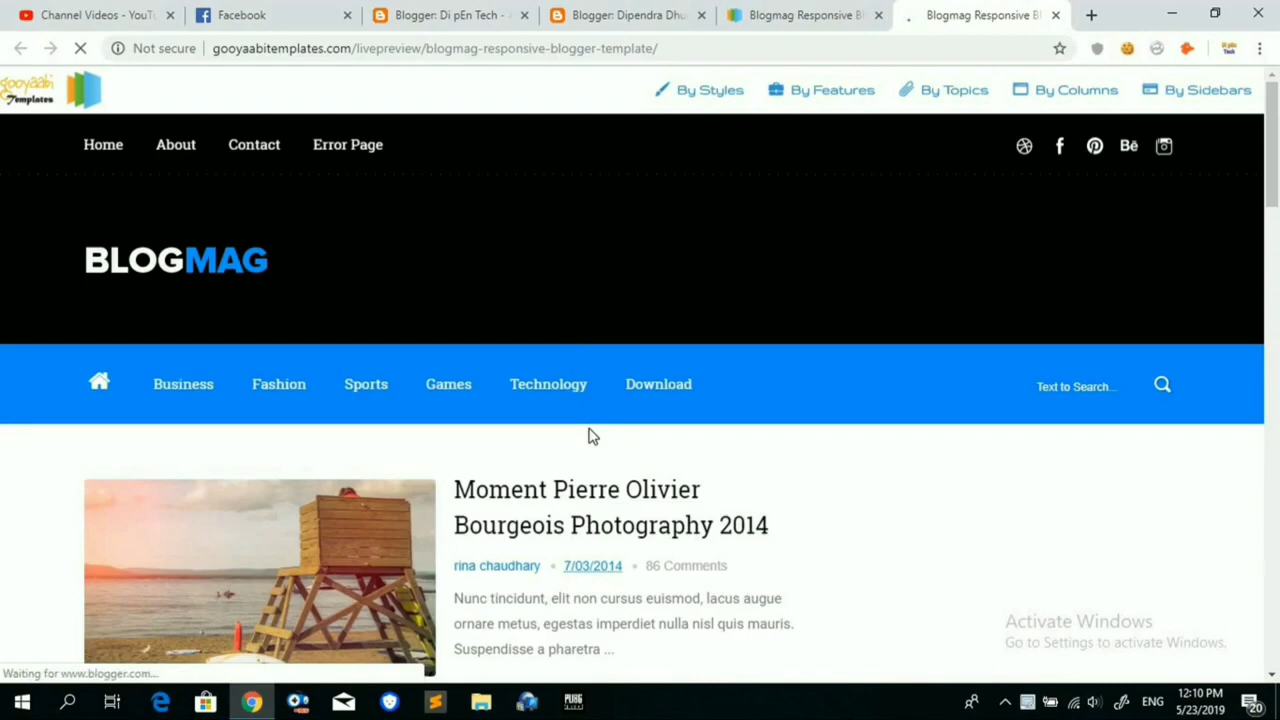 Channel Videos - YouTu
Facebook
Blogger: Di pEn Tech - A
Blogger: Dipendra Dhu
Blogmag Responsive Bl
Blogmag Responsive Bl
Not secure
gooyaabitemplates.com/livepreview/blogmag-responsive-blogger-template/
gooyaabi
Templates
By Styles
By Features
By Topics
By Columns
By Sidebars
Home
About
Contact
Error Page
BLOGMAG
Business
Fashion
Sports
Games
Technology
Download
Text to Search...
Moment Pierre Olivier
Bourgeois Photography 2014
rina chaudhary • 7/03/2014 • 86 Comments
Nunc tincidunt, elit non cursus euismod, lacus augue
ornare metus, egestas imperdiet nulla nisl quis mauris.
Suspendisse a pharetra ...
Activate Windows
Go to Settings to activate Windows.
Waiting for www.blogger.com...
ENG
12:10 PM
5/23/2019
20